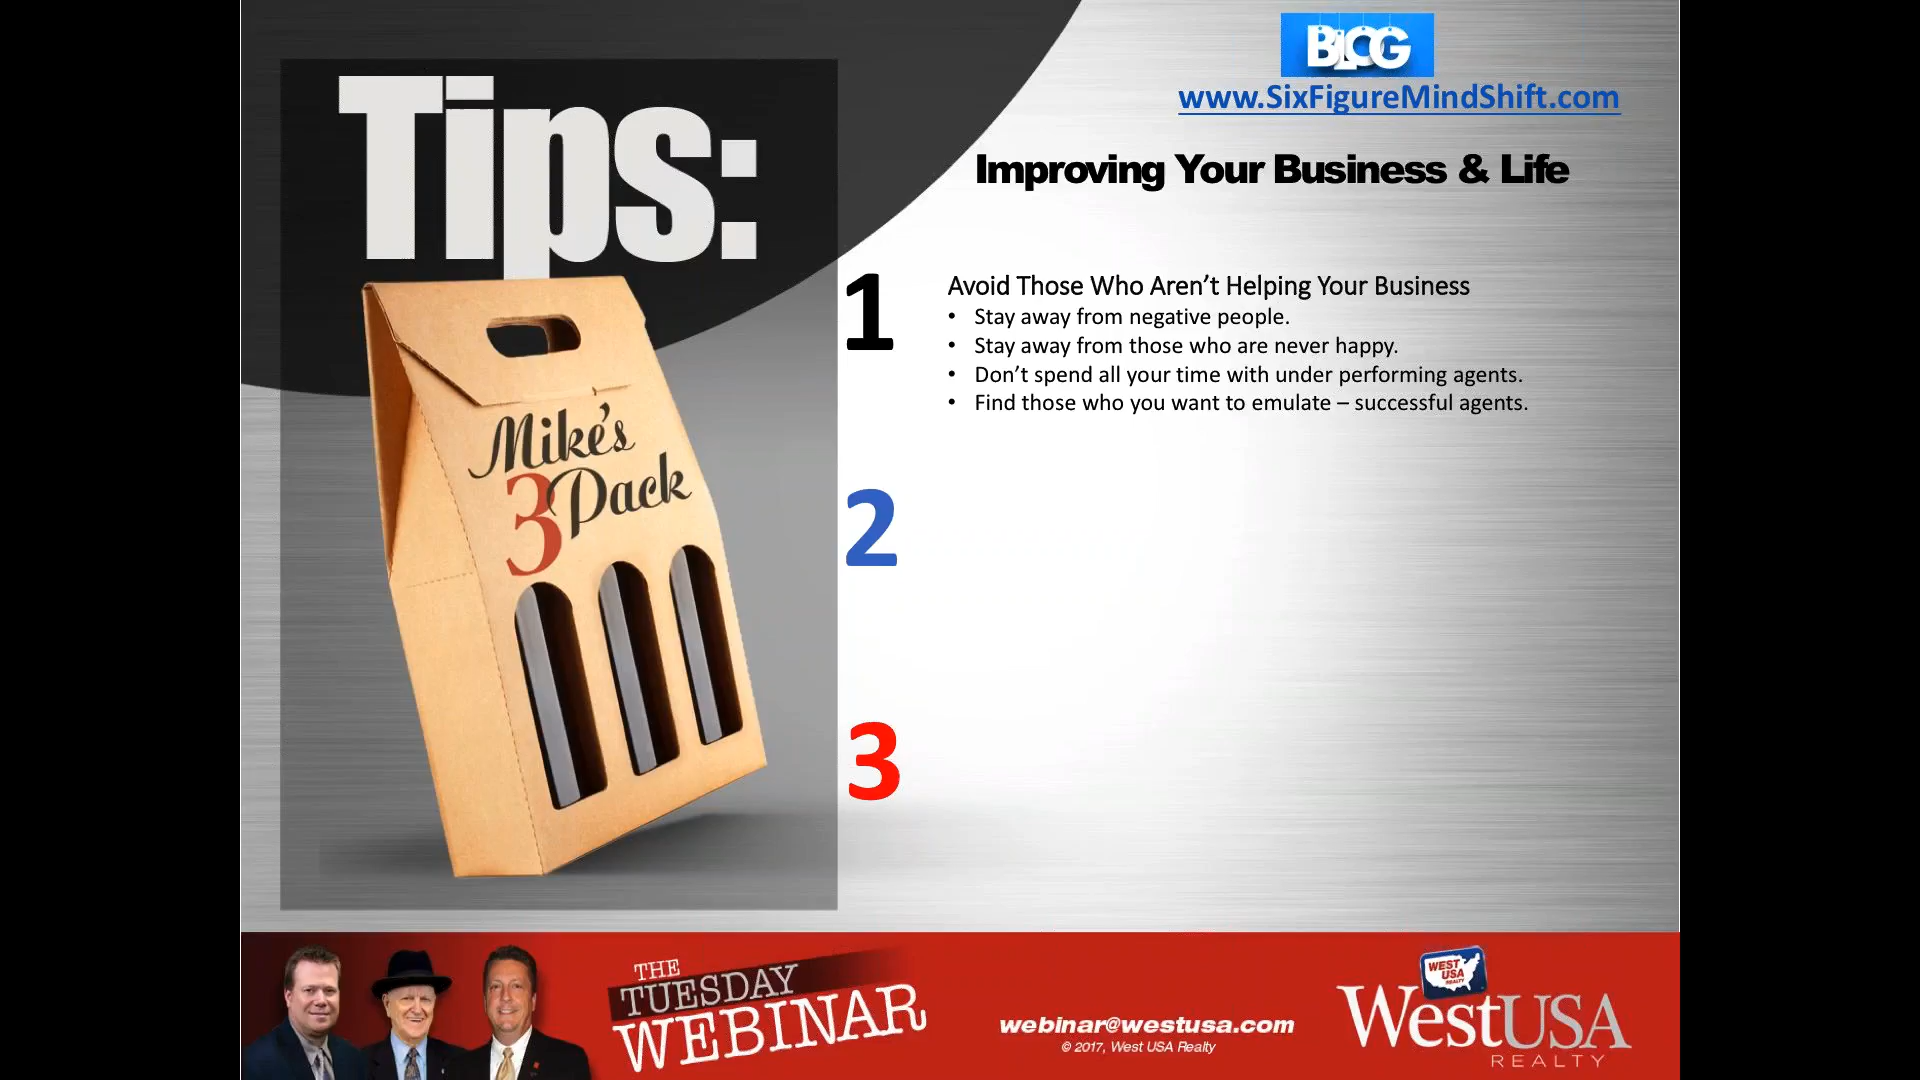 Tips:
Mike's
3 Pack
BLOG
www.SixFigureMindShift.com
Improving Your Business & Life
1
Avoid Those Who Aren’t Helping Your Business
• Stay away from negative people.
• Stay away from those who are never happy.
• Don’t spend all your time with under performing agents.
• Find those who you want to emulate – successful agents.
2
3
THE
TUESDAY
WEBINAR
webinar@westusa.com
© 2017, West USA Realty
WEST
USA
REALTY
WestUSA
REALTY